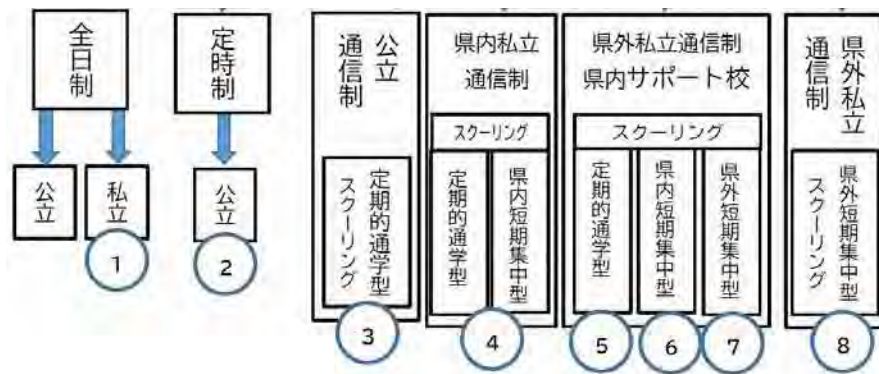 全日制
公立
私立
1
定時制
公立
2
公立
通信制
定期的通学型
スクーリング
3
県内私立
通信制
スクーリング
定期的通学型
県内短期集中型
4
県外私立通信制
県内サポート校
スクーリング
定期的通学型
県内短期集中型
県外短期集中型
5
6
7
県外私立
通信制
県外短期集中型
スクーリング
8